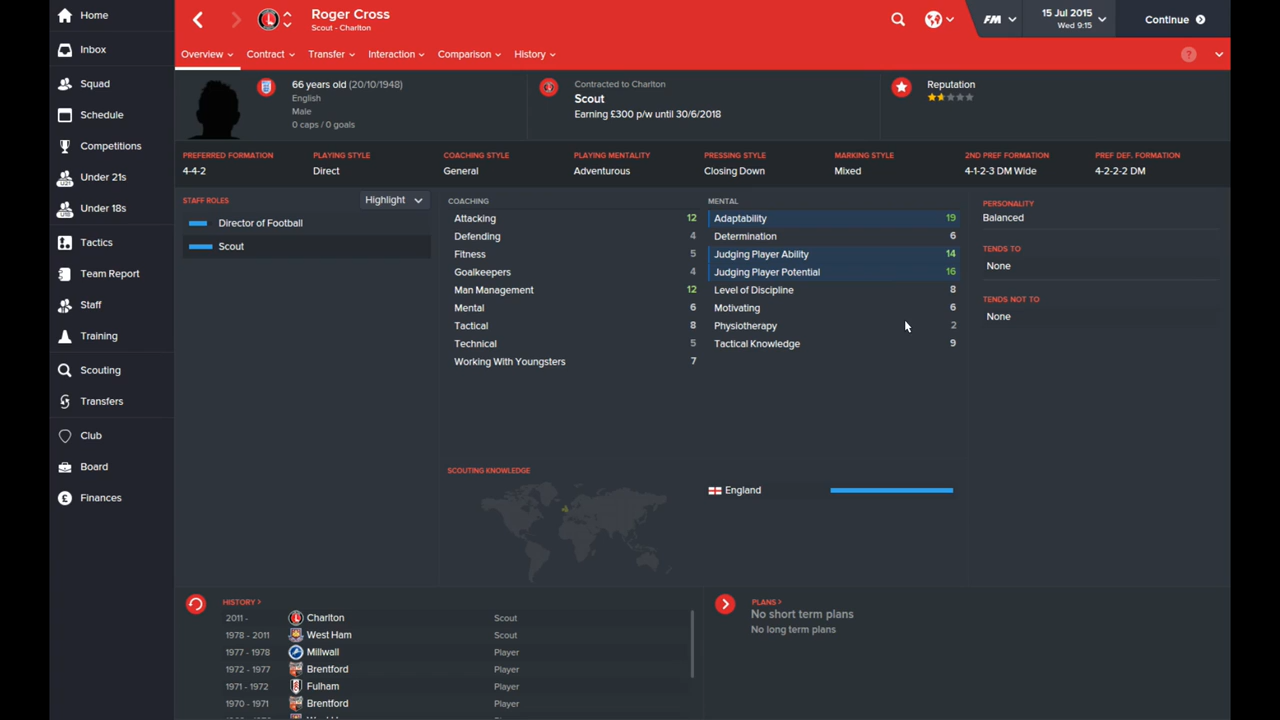 Home
Inbox
Squad
Schedule
Competitions
Under 21s
U21
Under 18s
U18
Tactics
Team Report
Staff
Training
Scouting
Transfers
Club
Board
Finances
Roger Cross
Scout - Charlton
FM
15 Jul 2015
Wed 9:15
Continue
Overview
Contract
Transfer
Interaction
Comparison
History
?
66 years old (20/10/1948)
English
Male
0 caps / 0 goals
Contracted to Charlton
Scout
Earning £300 p/w until 30/6/2018
Reputation
PREFERRED FORMATION
4-4-2
PLAYING STYLE
Direct
COACHING STYLE
General
PLAYING MENTALITY
Adventurous
PRESSING STYLE
Closing Down
MARKING STYLE
Mixed
2ND PREF FORMATION
4-1-2-3 DM Wide
PREF DEF. FORMATION
4-2-2-2 DM
STAFF ROLES
Highlight
Director of Football
Scout
COACHING
Attacking 12
Defending 4
Fitness 5
Goalkeepers 4
Man Management 12
Mental 6
Tactical 8
Technical 5
Working With Youngsters 7
MENTAL
Adaptability 19
Determination 6
Judging Player Ability 14
Judging Player Potential 16
Level of Discipline 8
Motivating 6
Physiotherapy 2
Tactical Knowledge 9
PERSONALITY
Balanced
TENDS TO
None
TENDS NOT TO
None
SCOUTING KNOWLEDGE
England
HISTORY >
2011 - Charlton Scout
1978 - 2011 West Ham Scout
1977 - 1978 Millwall Player
1972 - 1977 Brentford Player
1971 - 1972 Fulham Player
1970 - 1971 Brentford Player
PLANS >
No short term plans
No long term plans